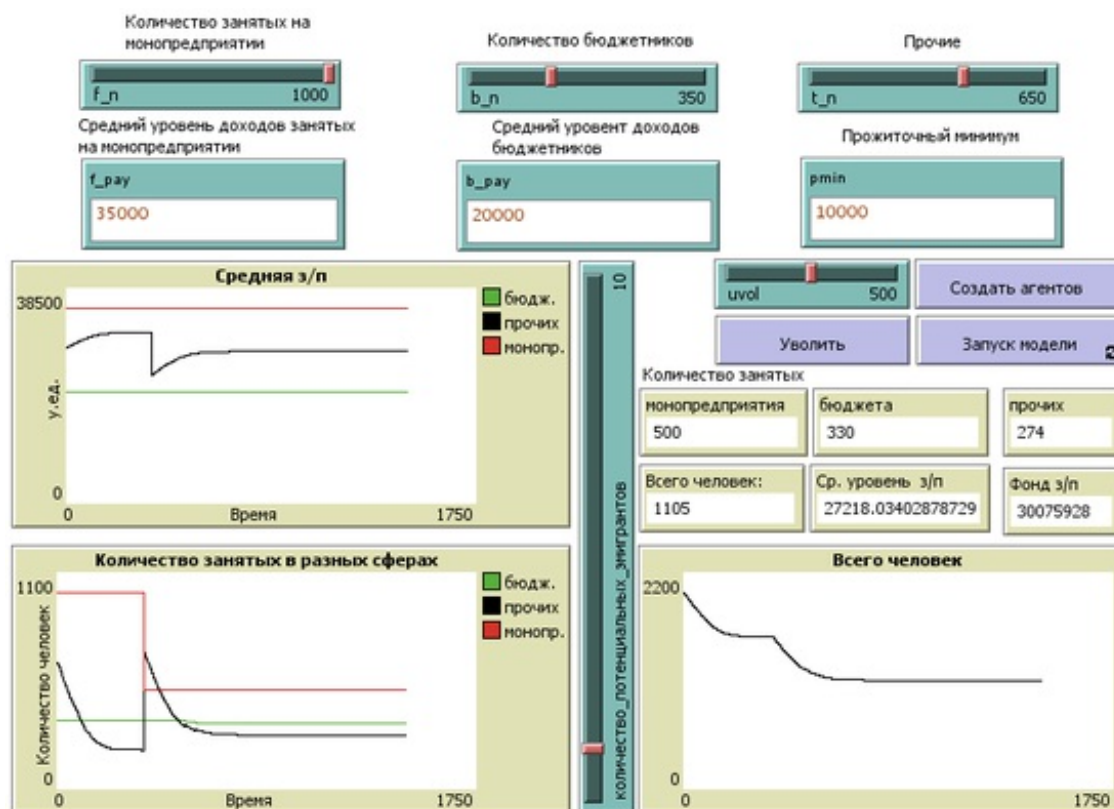 Количество занятых на
монопредприятии
Количество бюджетников
Прочие
f_n 1000
b_n 350
t_n 650
Средний уровень доходов занятых
на монопредприятии
Средний уровент доходов
бюджетников
Прожиточный минимум
f_pay
35000
b_pay
20000
pmin
10000
Средняя з/п
38500
у.ед.
0
0 Время 1750
бюдж.
прочих
монопр.
10
количество_потенциальных_эмигрантов
uvol 500
Создать агентов
Уволить
Запуск модели
Количество занятых
монопредприятия
500
бюджета
330
прочих
274
Всего человек:
1105
Ср. уровень з/п
27218.03402878729
Фонд з/п
30075928
Количество занятых в разных сферах
1100
Количество человек
0
0 Время 1750
бюдж.
прочих
монопр.
Всего человек
2200
0
0 1750